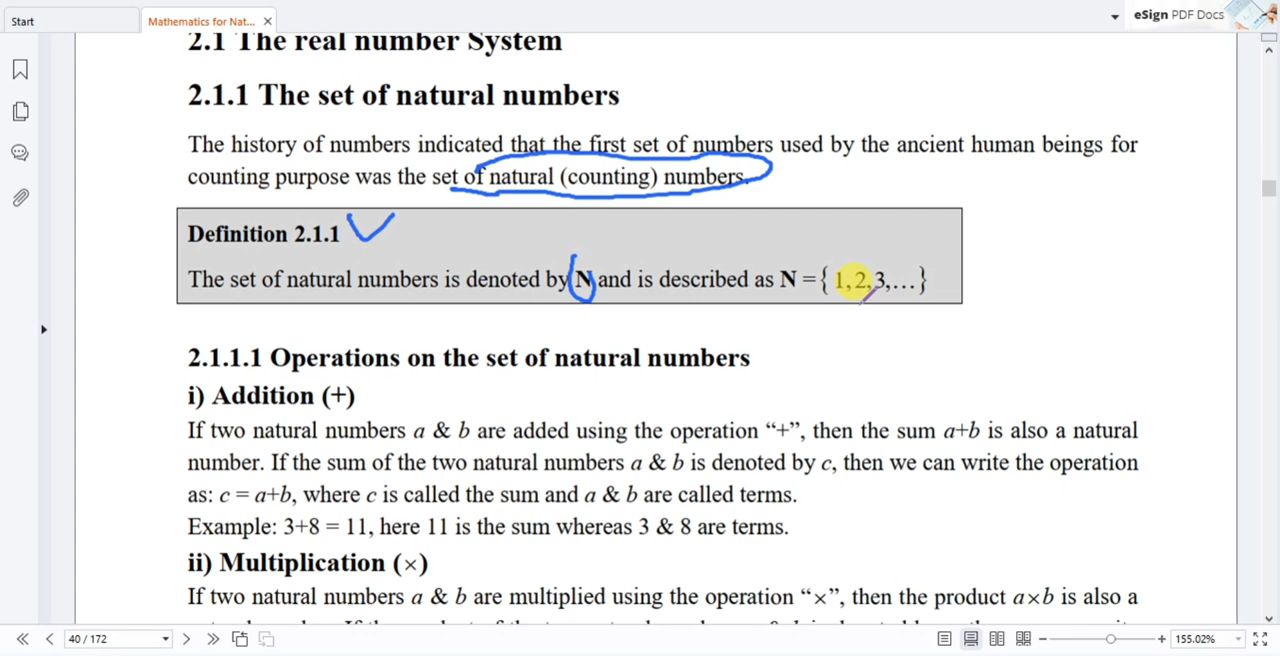 Start
Mathematics for Nat...
eSign PDF Docs
2.1 The real number System
2.1.1 The set of natural numbers
The history of numbers indicated that the first set of numbers used by the ancient human beings for
counting purpose was the set of natural (counting) numbers.
Definition 2.1.1
The set of natural numbers is denoted by N and is described as N ={ 1,2,3,...}
2.1.1.1 Operations on the set of natural numbers
i) Addition (+)
If two natural numbers a & b are added using the operation “+”, then the sum a+b is also a natural
number. If the sum of the two natural numbers a & b is denoted by c, then we can write the operation
as: c = a+b, where c is called the sum and a & b are called terms.
Example: 3+8 = 11, here 11 is the sum whereas 3 & 8 are terms.
ii) Multiplication (×)
If two natural numbers a & b are multiplied using the operation “×”, then the product a×b is also a
40 / 172
155.02%